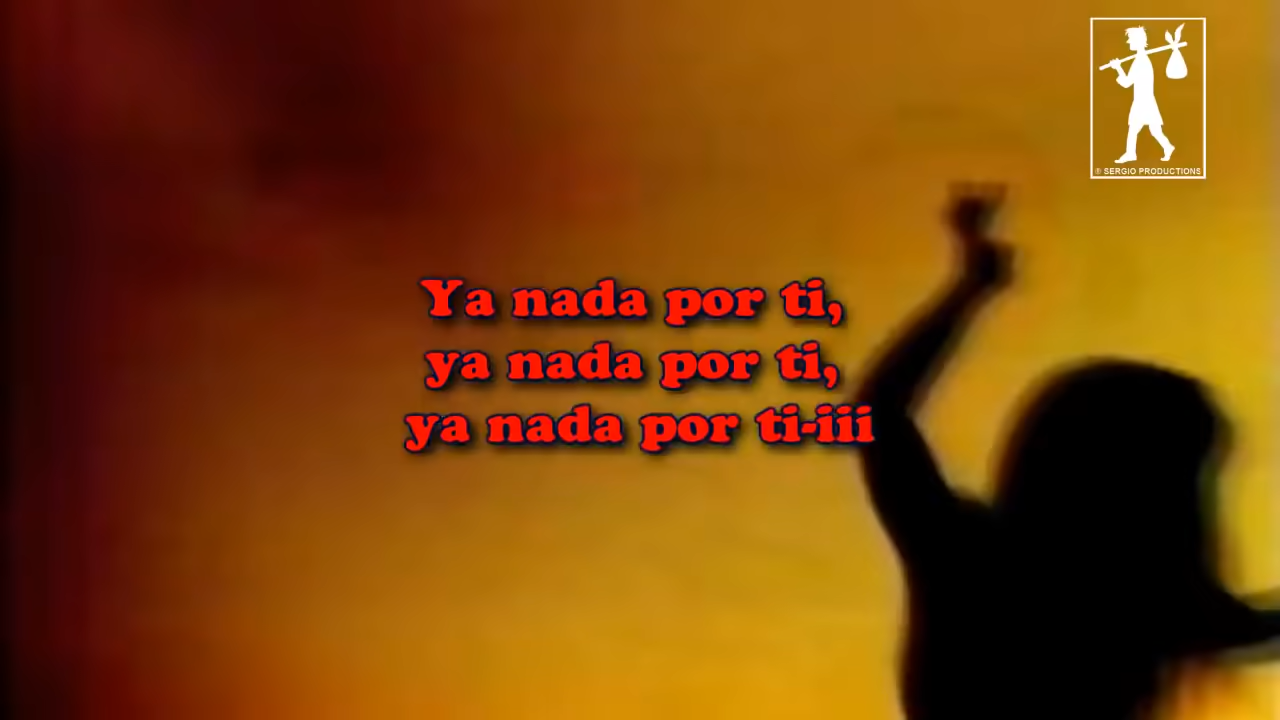 ® SERGIO PRODUCTIONS
Ya nada por ti,
ya nada por ti,
ya nada por ti-iii